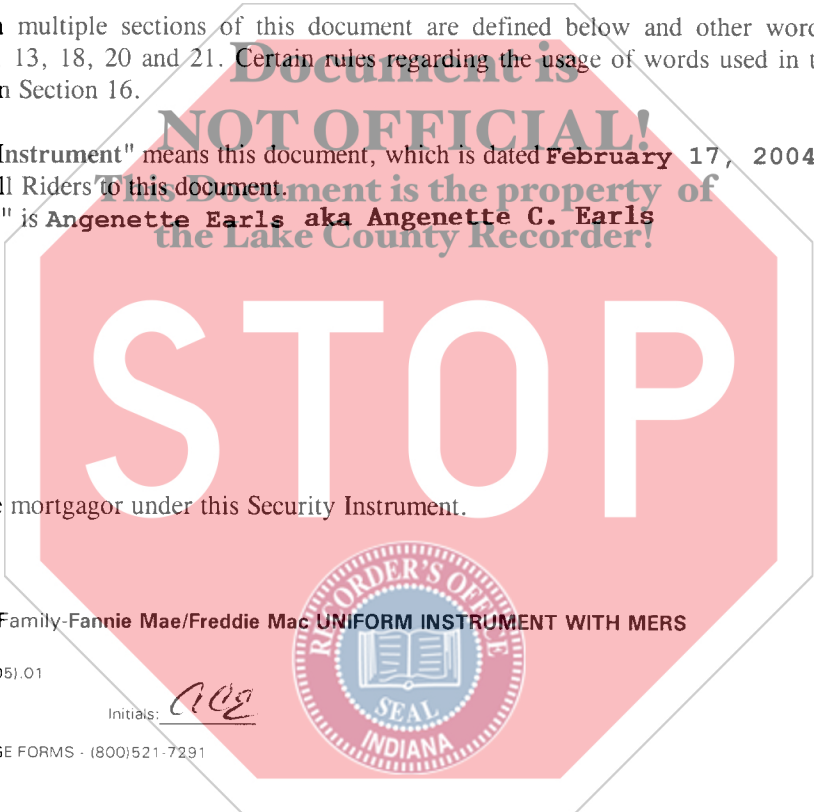 multiple sections of this document are defined below and other word
13, 18, 20 and 21. Certain rules regarding the usage of words used in t
n Section 16.
Document is
NOT OFFICIAL!
This Document is the property of
the Lake County Recorder!
Instrument" means this document, which is dated February 17, 2004
ll Riders to this document.
" is Angenette Earls aka Angenette C. Earls
STOP
mortgagor under this Security Instrument.
RECORDER'S OFFICE
SEAL
INDIANA
Family-Fannie Mae/Freddie Mac UNIFORM INSTRUMENT WITH MERS
05).01
Initials: ACE
GE FORMS - (800)521-7291